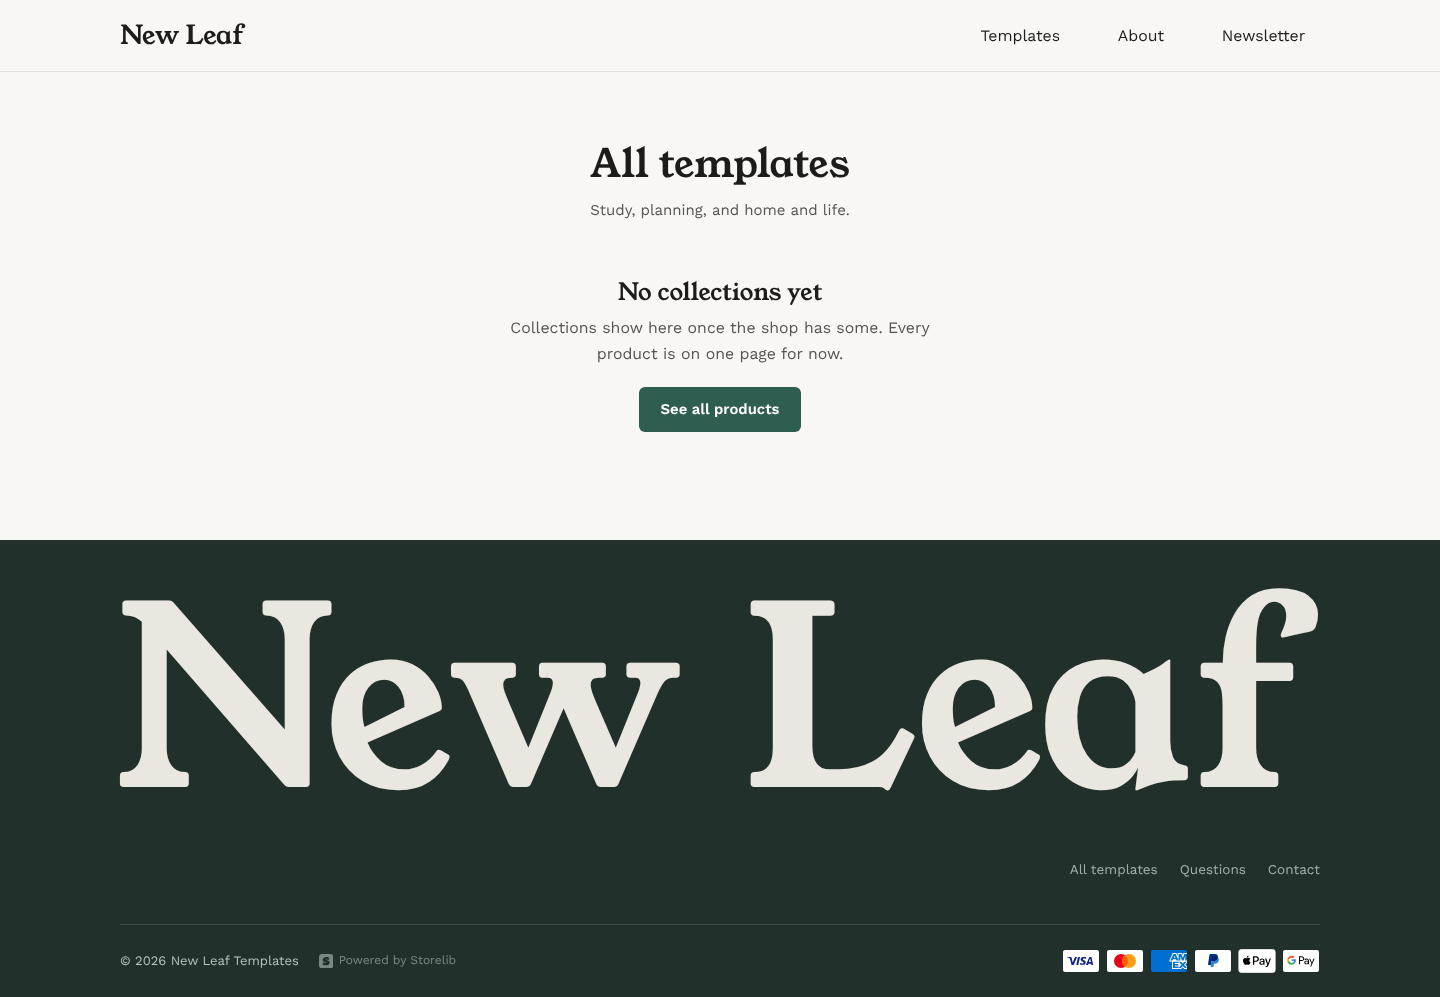 New Leaf
Templates
About
Newsletter
All templates
Study, planning, and home and life.
No collections yet
Collections show here once the shop has some. Every
product is on one page for now.
See all products
New Leaf
All templates
Questions
Contact
© 2026 New Leaf Templates
S
Powered by Storelib
VISA
AM
EX
Pay
G Pay